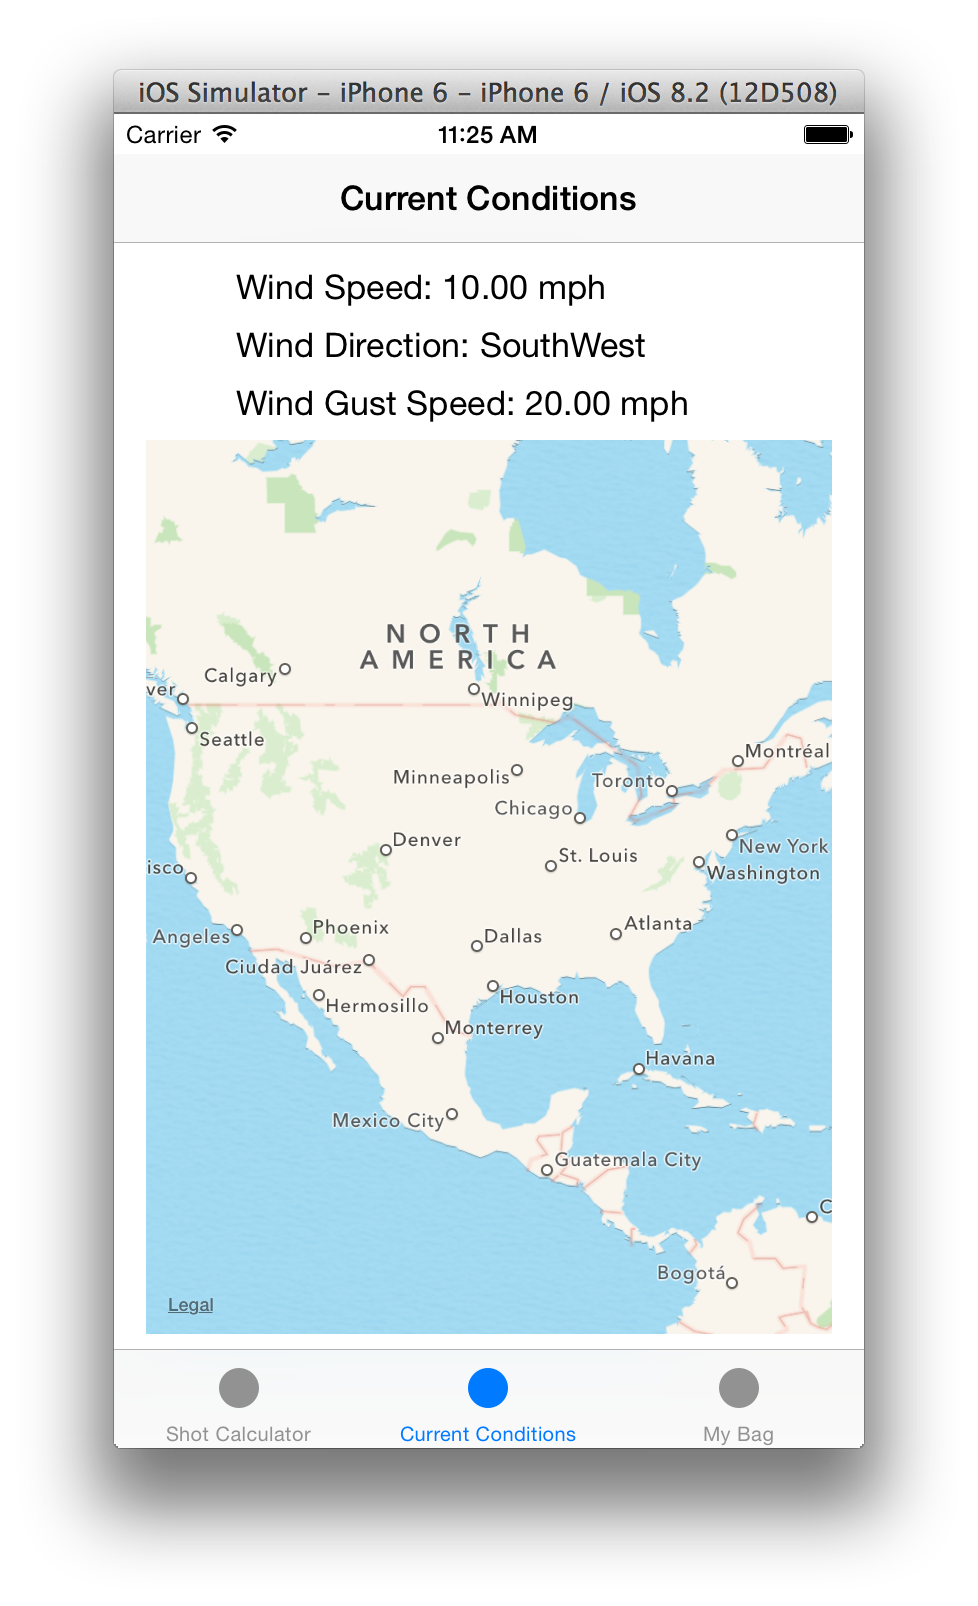 iOS Simulator – iPhone 6 – iPhone 6 / iOS 8.2 (12D508)
Carrier 11:25 AM
Current Conditions
Wind Speed: 10.00 mph
Wind Direction: SouthWest
Wind Gust Speed: 20.00 mph
NORTH
AMERICA
Calgary
ver
Winnipeg
Seattle
Montréal
Minneapolis
Toronto
Chicago
Denver
New York
St. Louis
isco
Washington
Phoenix
Atlanta
Angeles
Dallas
Ciudad Juárez
Houston
Hermosillo
Monterrey
Havana
Mexico City
Guatemala City
C
Bogotá
Legal
Shot Calculator Current Conditions My Bag